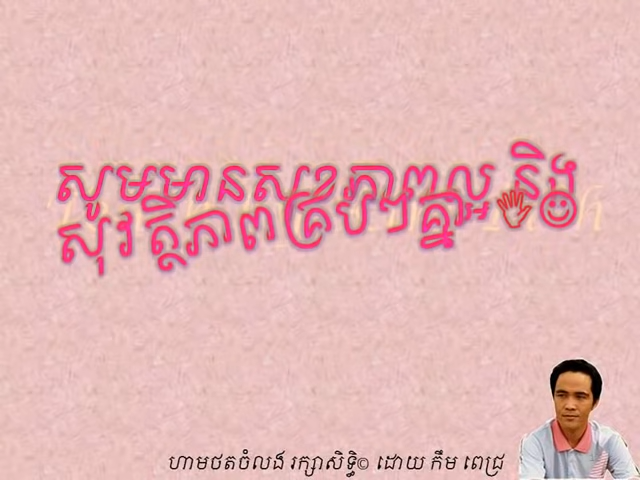 សូមមានសុខភាពល្អ និង
សុវត្ថិភាពគ្រប់ៗគ្នា
ហាមថតចំលង រក្សាសិទ្ធិ© ដោយ កឹម ពេជ្រ